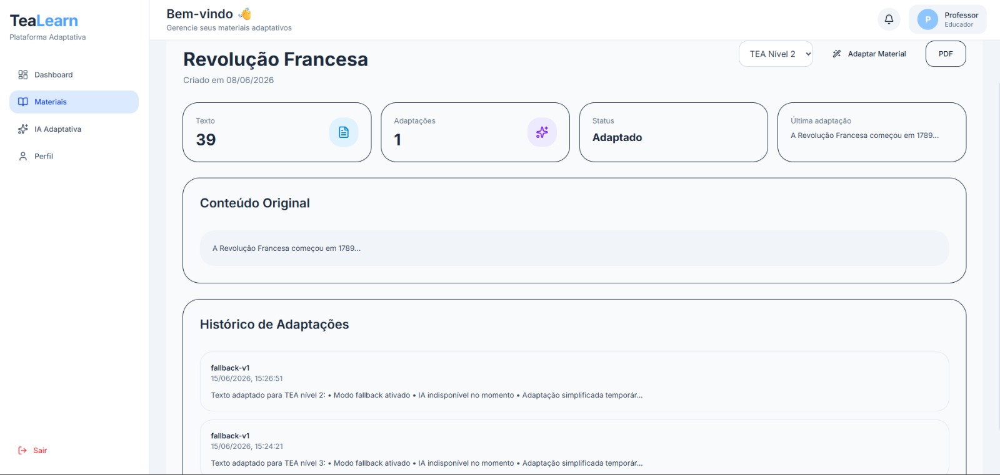 TeaLearn
Plataforma Adaptativa
Dashboard
Materiais
IA Adaptativa
Perfil
Sair
Bem-vindo 👋
Gerencie seus materiais adaptativos
P
Professor
Educador
Revolução Francesa
Criado em 08/06/2026
TEA Nível 2
Adaptar Material
PDF
Texto
39
Adaptações
1
Status
Adaptado
Última adaptação
A Revolução Francesa começou em 1789...
Conteúdo Original
A Revolução Francesa começou em 1789...
Histórico de Adaptações
fallback-v1
15/06/2026, 15:26:51
Texto adaptado para TEA nível 2: • Modo fallback ativado • IA indisponível no momento • Adaptação simplificada temporár...
fallback-v1
15/06/2026, 15:24:21
Texto adaptado para TEA nível 3: • Modo fallback ativado • IA indisponível no momento • Adaptação simplificada temporár...